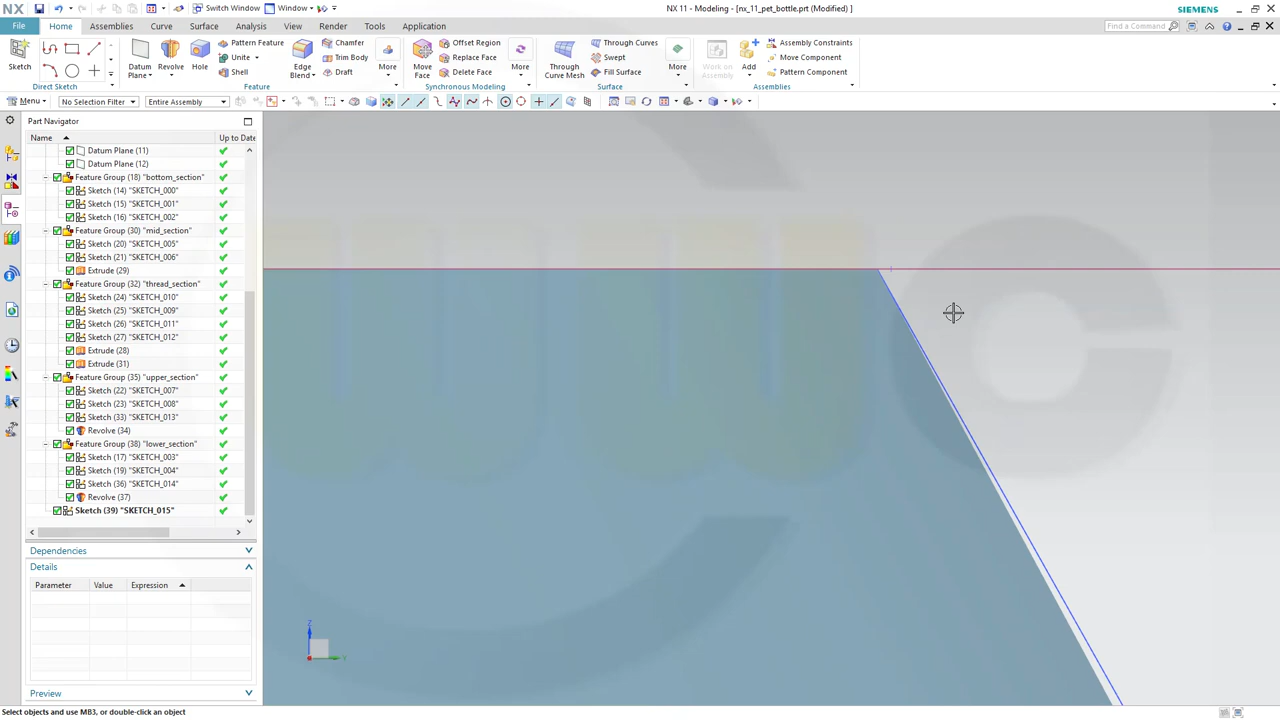 NX 11 - Modeling - [nx_11_pet_bottle.prt (Modified) ]
SIEMENS
Switch Window
Window
File
Home
Assemblies
Curve
Surface
Analysis
View
Render
Tools
Application
Find a Command
Sketch
Direct Sketch
Datum Plane
Revolve
Hole
Pattern Feature
Unite
Shell
Edge Blend
Chamfer
Trim Body
Draft
More
Feature
Move Face
Offset Region
Replace Face
Delete Face
More
Synchronous Modeling
Through Curve Mesh
Through Curves
Swept
Fill Surface
More
Surface
Work on Assembly
Add
Assembly Constraints
Move Component
Pattern Component
Assemblies
Menu
No Selection Filter
Entire Assembly
Part Navigator
Name
Up to Date
Datum Plane (11)
Datum Plane (12)
Feature Group (18) "bottom_section"
Sketch (14) "SKETCH_000"
Sketch (15) "SKETCH_001"
Sketch (16) "SKETCH_002"
Feature Group (30) "mid_section"
Sketch (20) "SKETCH_005"
Sketch (21) "SKETCH_006"
Extrude (29)
Feature Group (32) "thread_section"
Sketch (24) "SKETCH_010"
Sketch (25) "SKETCH_009"
Sketch (26) "SKETCH_011"
Sketch (27) "SKETCH_012"
Extrude (28)
Extrude (31)
Feature Group (35) "upper_section"
Sketch (22) "SKETCH_007"
Sketch (23) "SKETCH_008"
Sketch (33) "SKETCH_013"
Revolve (34)
Feature Group (38) "lower_section"
Sketch (17) "SKETCH_003"
Sketch (19) "SKETCH_004"
Sketch (36) "SKETCH_014"
Revolve (37)
Sketch (39) "SKETCH_015"
Dependencies
Details
Parameter
Value
Expression
Preview
Z
Y
Select objects and use MB3, or double-click an object